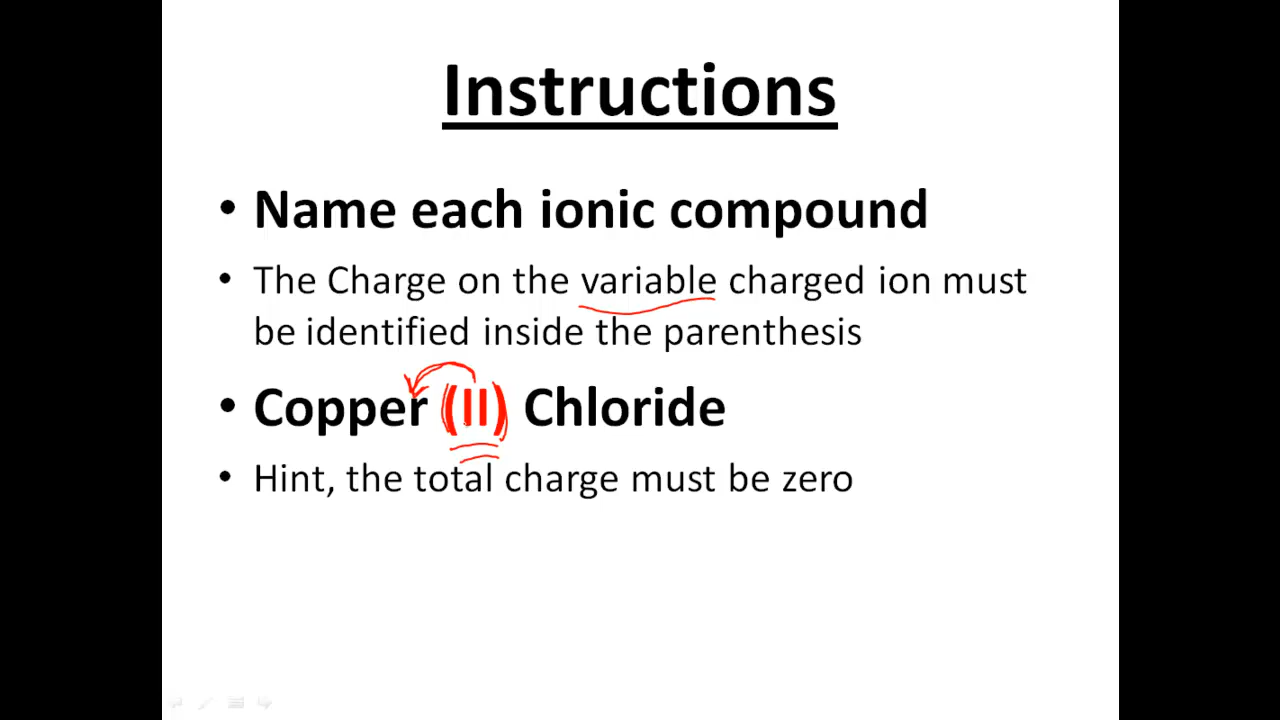 Instructions
• Name each ionic compound
• The Charge on the variable charged ion must
be identified inside the parenthesis
• Copper (II) Chloride
• Hint, the total charge must be zero